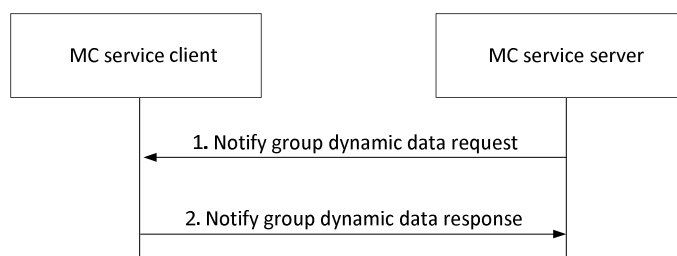 MC service client
MC service server
1. Notify group dynamic data request
2. Notify group dynamic data response